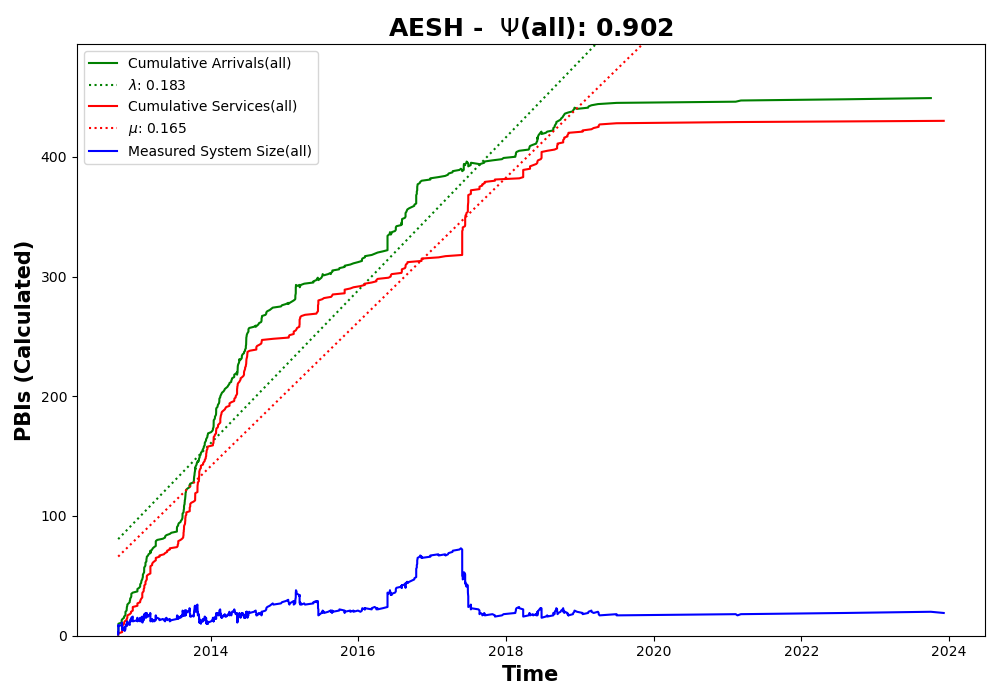 AESH - Ψ(all): 0.902
Cumulative Arrivals(all)
λ: 0.183
Cumulative Services(all)
μ: 0.165
Measured System Size(all)
PBIs (Calculated)
400
300
200
100
0
2014 2016 2018 2020 2022 2024
Time